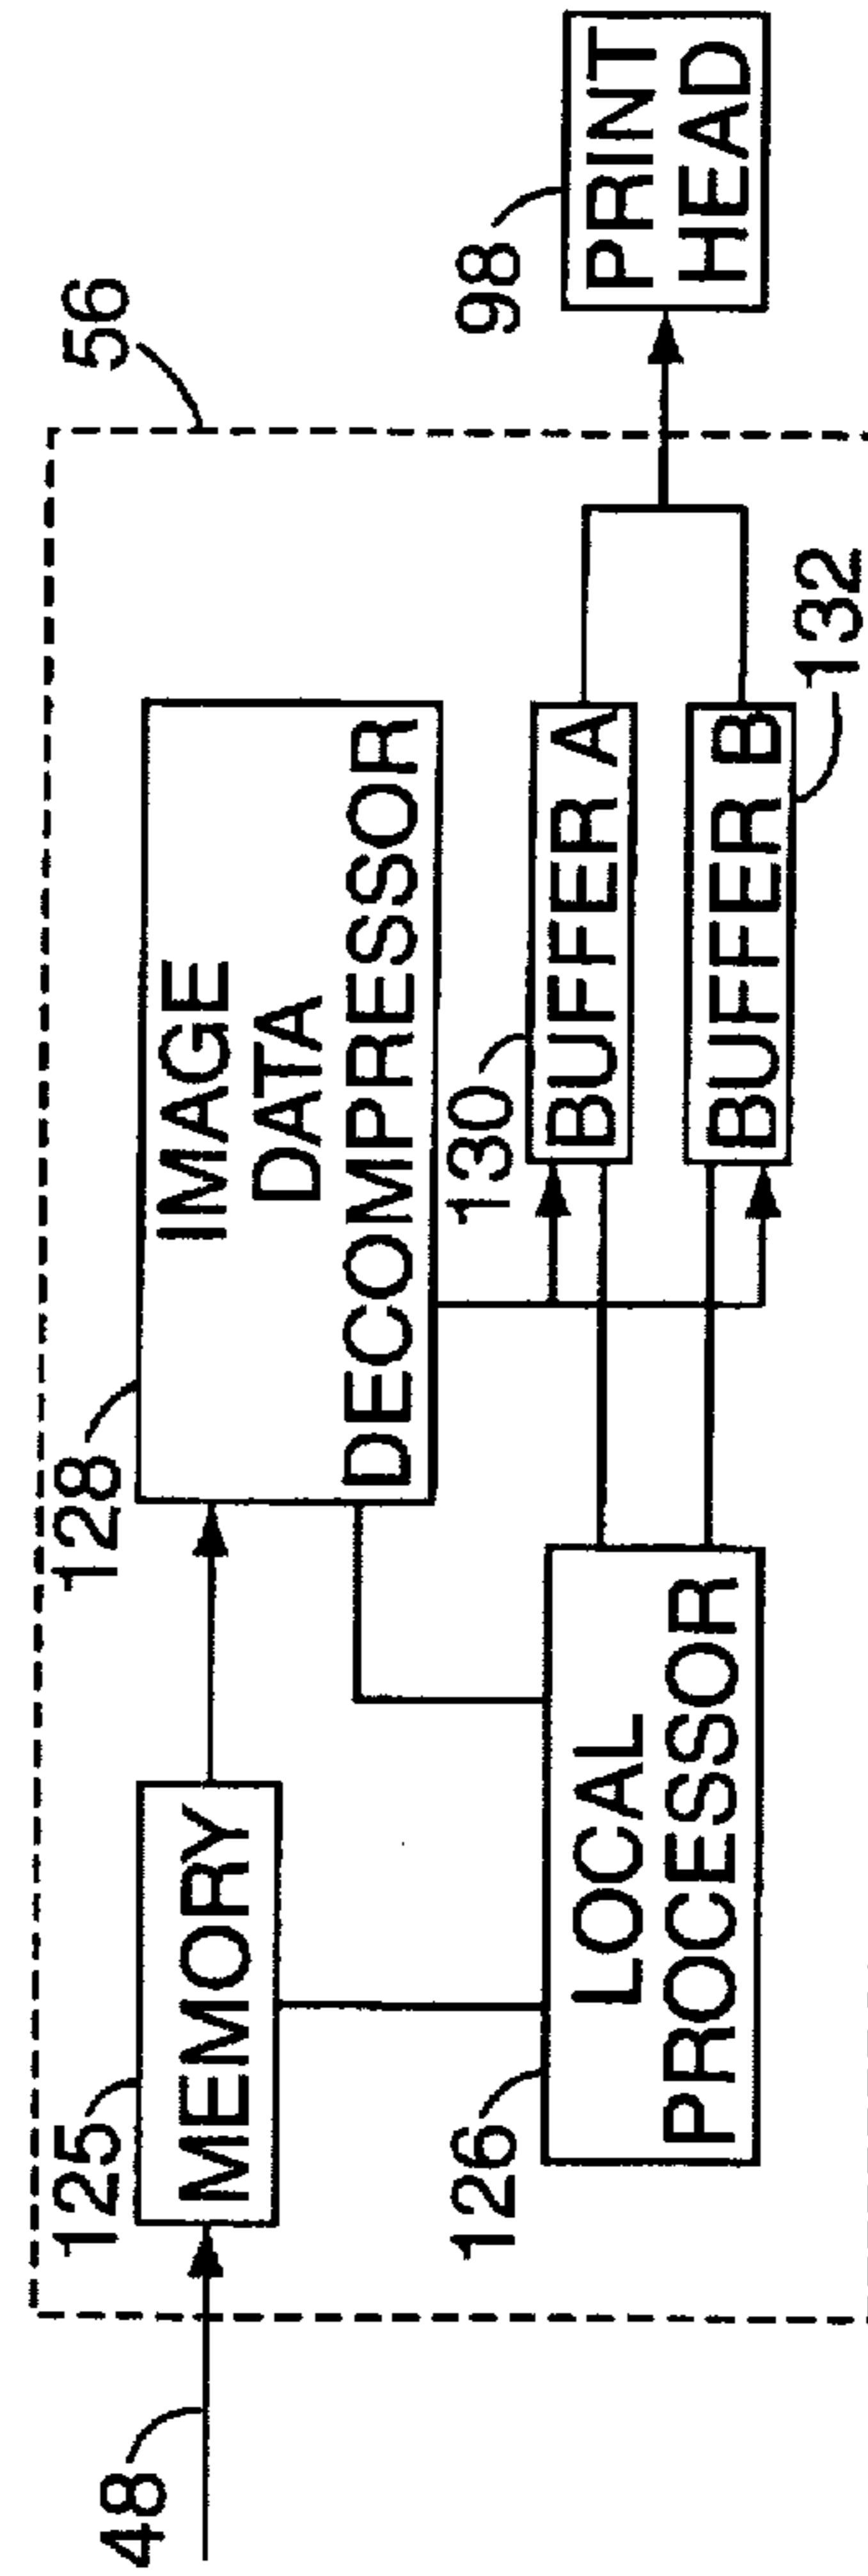 48
125
MEMORY
126
LOCAL
PROCESSOR
128
IMAGE
DATA
DECOMPRESSOR
130
BUFFER A
BUFFER B
132
56
98
PRINT
HEAD